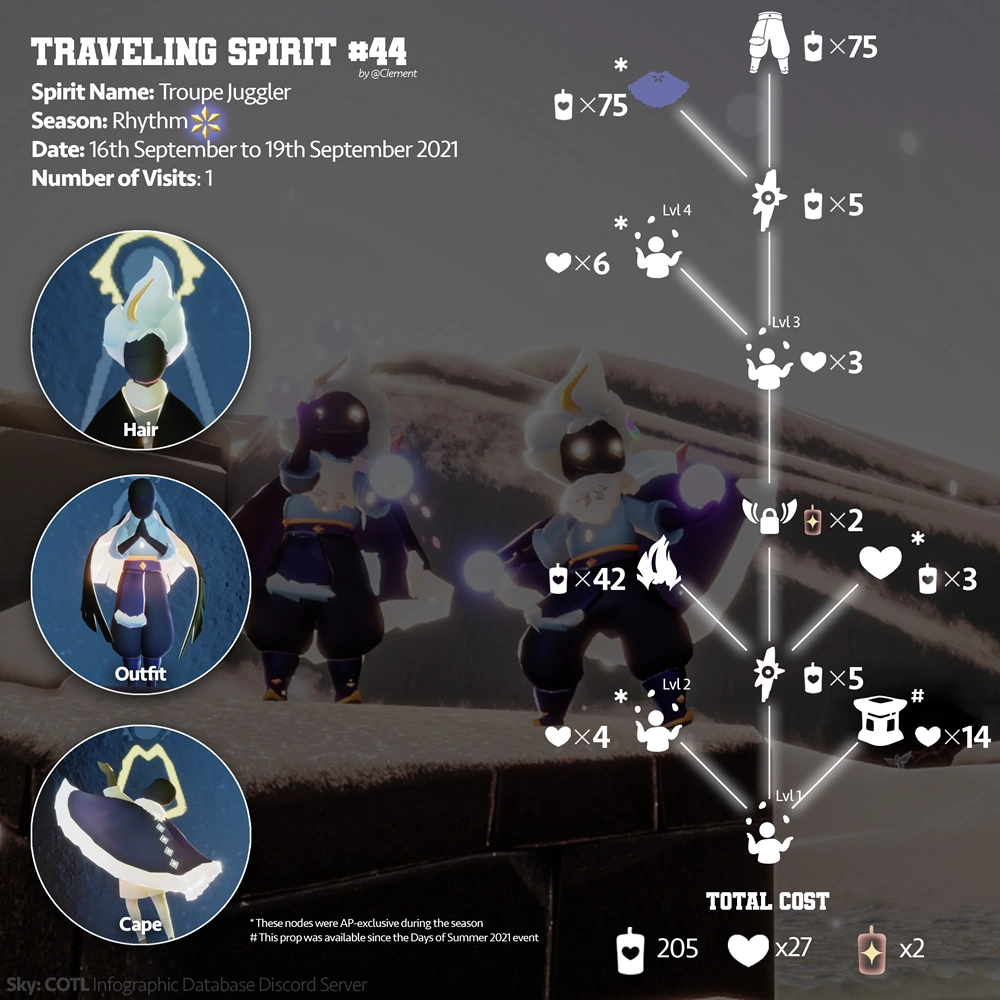 TRAVELING SPIRIT #44
by @Clement
Spirit Name: Troupe Juggler
Season: Rhythm
Date: 16th September to 19th September 2021
Number of Visits: 1
×75
*
×75
×5
Lvl 4
*
×6
Lvl 3
×3
×2
*
×42
×3
×5
Lvl 2
*
#
×4
×14
Lvl 1
Hair
Outfit
Cape
TOTAL COST
205
x27
x2
* These nodes were AP-exclusive during the season
# This prop was available since the Days of Summer 2021 event
Sky: COTL Infographic Database Discord Server